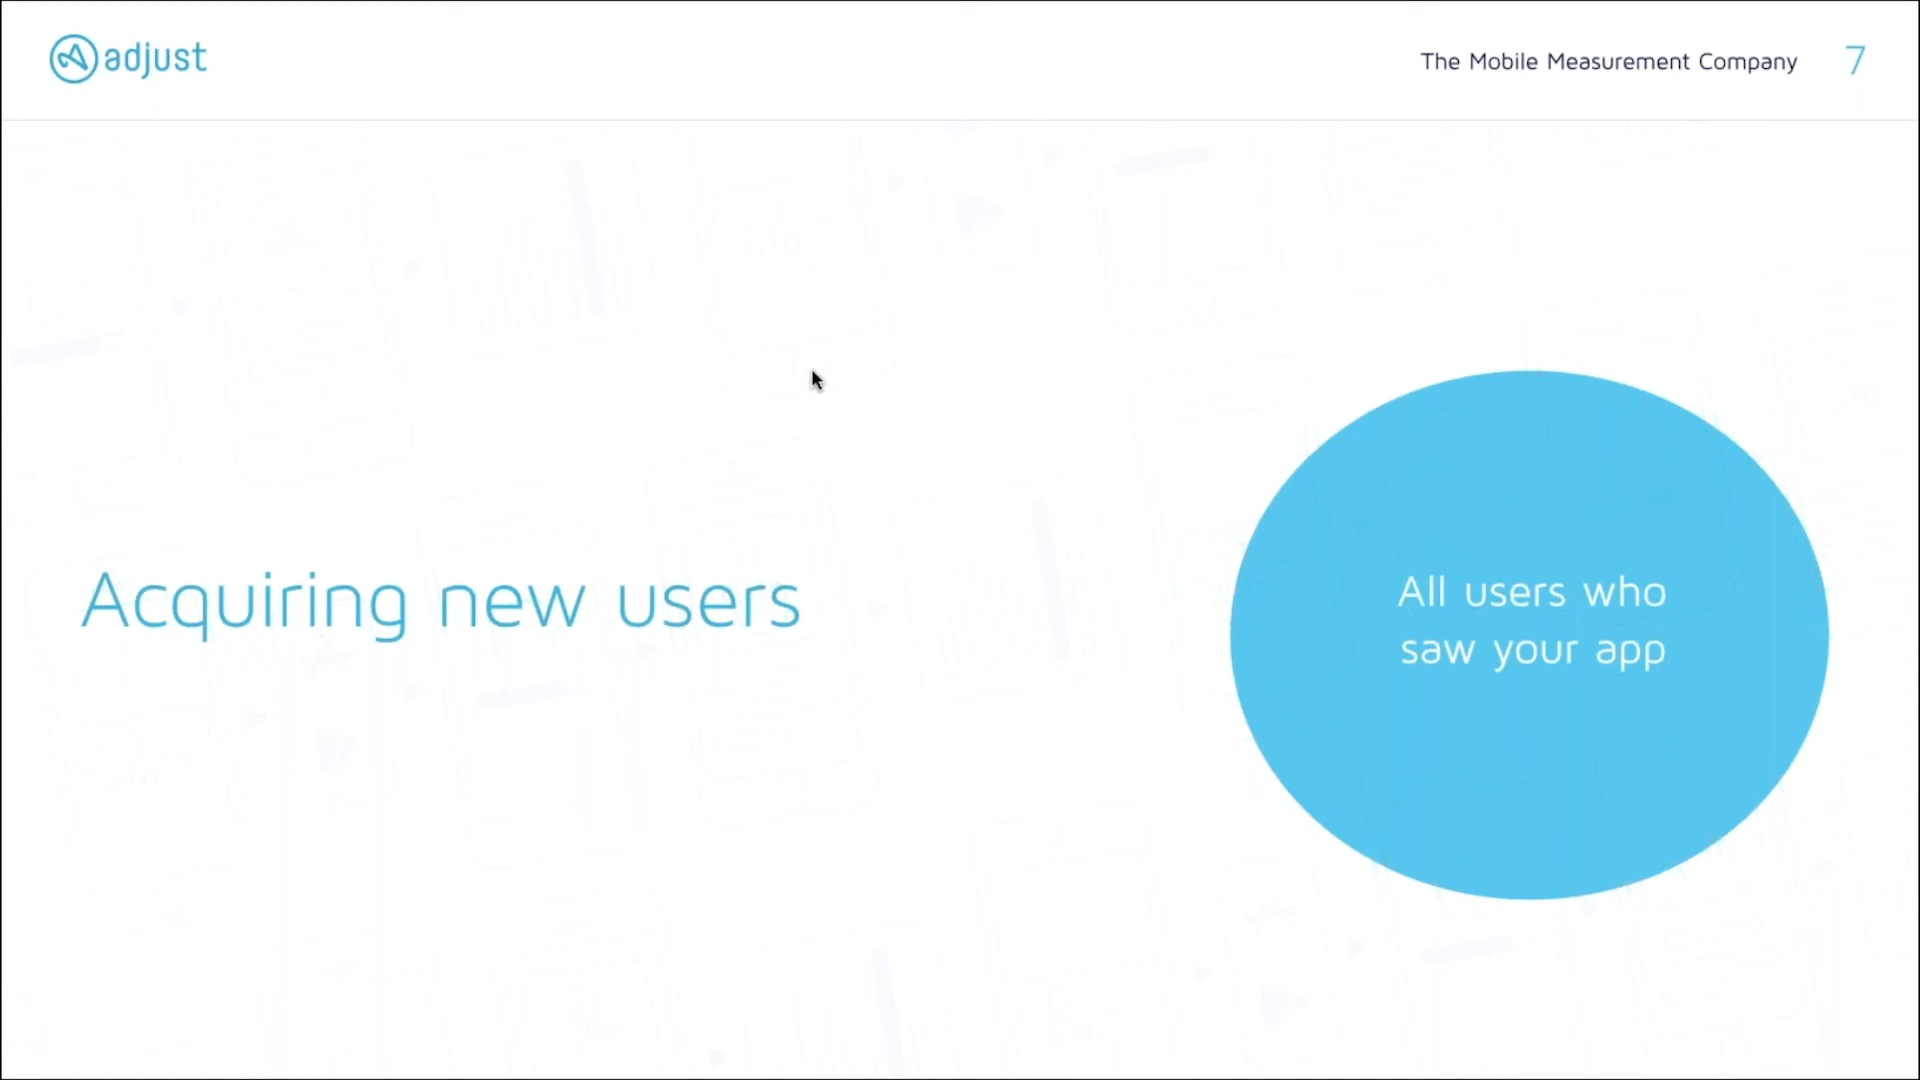 adjust
The Mobile Measurement Company 7
Acquiring new users
All users who
saw your app